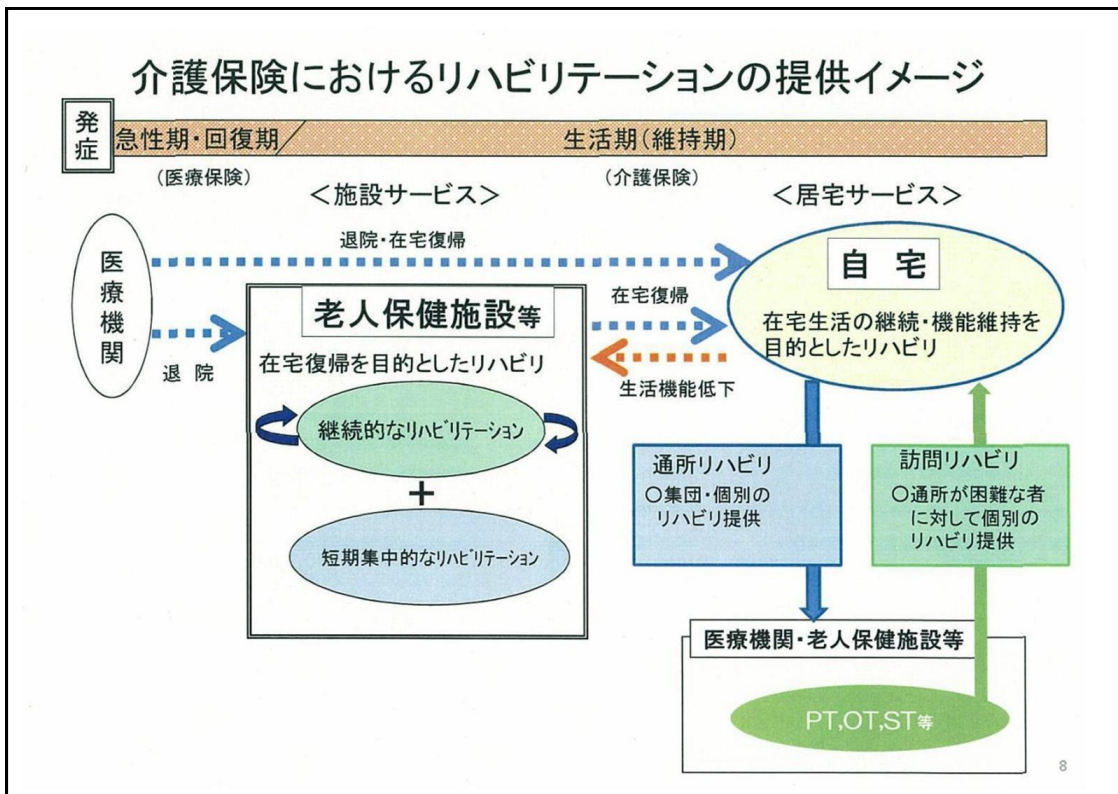 介護保険におけるリハビリテーションの提供イメージ
発症
急性期・回復期
生活期(維持期)
(医療保険)
(介護保険)
＜施設サービス＞
＜居宅サービス＞
医療機関
退院・在宅復帰
退 院
老人保健施設等
在宅復帰を目的としたリハビリ
継続的なリハビリテーション
+
短期集中的なリハビリテーション
在宅復帰
生活機能低下
自 宅
在宅生活の継続・機能維持を
目的としたリハビリ
通所リハビリ
○集団・個別の
リハビリ提供
訪問リハビリ
○通所が困難な者
に対して個別の
リハビリ提供
医療機関・老人保健施設等
PT,OT,ST等
8